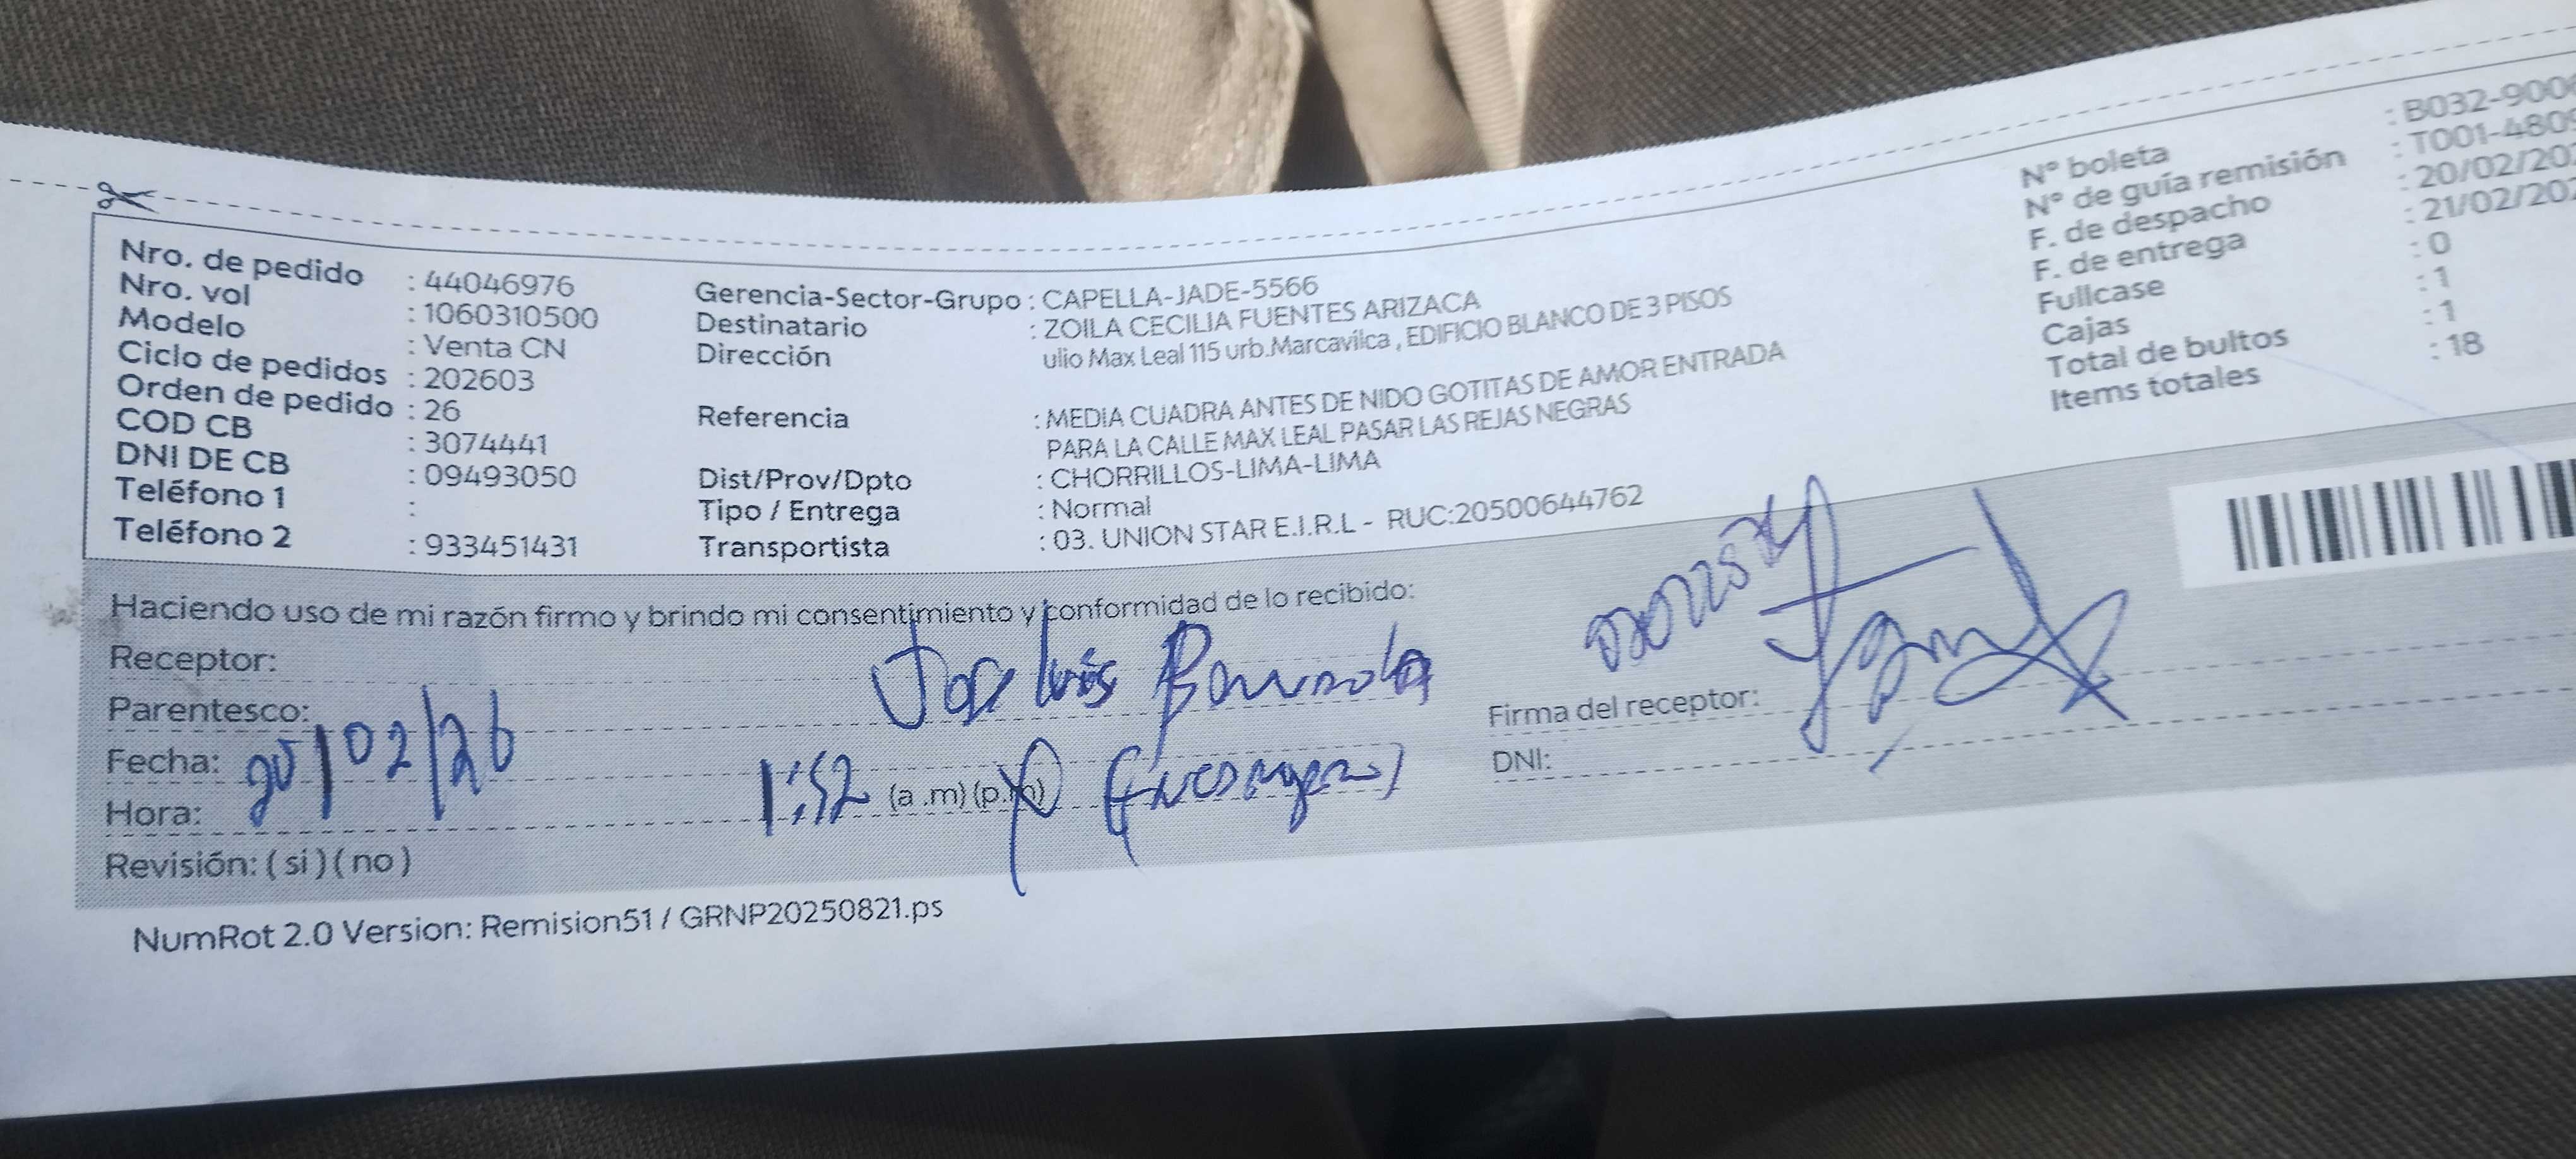 Nro. de pedido : 44046976
Nro. vol : 1060310500
Modelo : Venta CN
Ciclo de pedidos : 202603
Orden de pedido : 26
COD CB : 3074441
DNI DE CB : 09493050
Teléfono 1 :
Teléfono 2 : 933451431
Gerencia-Sector-Grupo : CAPELLA-JADE-5566
Destinatario : ZOILA CECILIA FUENTES ARIZACA
Dirección ulio Max Leal 115 urb.Marcavilca , EDIFICIO BLANCO DE 3 PISOS
Referencia : MEDIA CUADRA ANTES DE NIDO GOTITAS DE AMOR ENTRADA
PARA LA CALLE MAX LEAL PASAR LAS REJAS NEGRAS
Dist/Prov/Dpto : CHORRILLOS-LIMA-LIMA
Tipo / Entrega : Normal
Transportista : 03. UNION STAR E.I.R.L - RUC:20500644762
N° boleta : B032-900
N° de guía remisión : T001-480
F. de despacho : 20/02/202
F. de entrega : 21/02/202
Fullcase : 0
Cajas : 1
Total de bultos : 1
Items totales : 18
Haciendo uso de mi razón firmo y brindo mi consentimiento y conformidad de lo recibido:
Receptor: Jose luis
Parentesco:
Fecha: 20/02/26
Hora: 1:52 (a .m) (p.m)
Revisión: ( si ) ( no )
Firma del receptor:
DNI:
NumRot 2.0 Version: Remision51 / GRNP20250821.ps